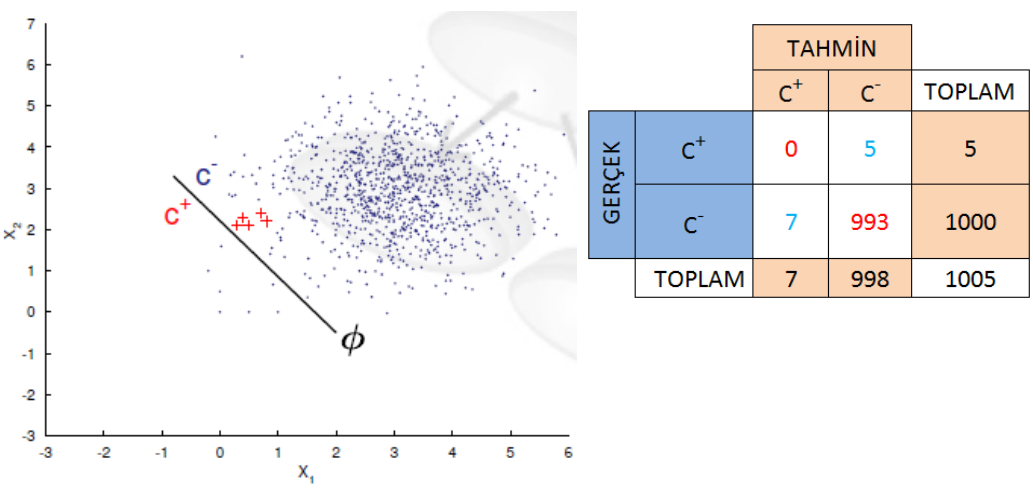 7
6
5
4
3
2
1
0
-1
-2
-3
-3 -2 -1 0 1 2 3 4 5 6
X₂
X₁
C⁻
C⁺
ϕ
TAHMİN
C⁺ C⁻ TOPLAM
GERÇEK
C⁺ 0 5 5
C⁻ 7 993 1000
TOPLAM 7 998 1005